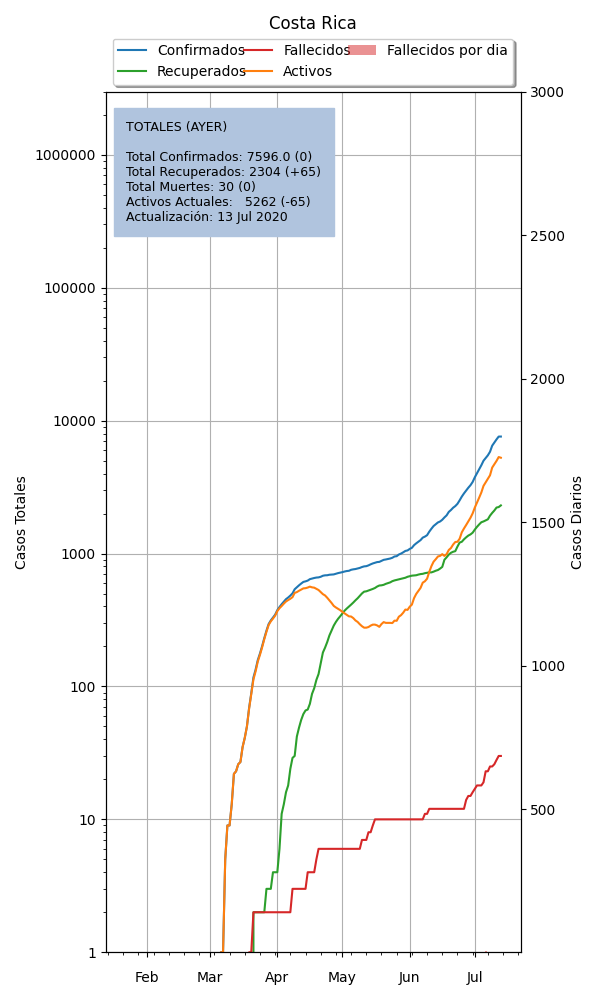 Costa Rica
Confirmados
Recuperados
Fallecidos
Activos
Fallecidos por dia
TOTALES (AYER)
Total Confirmados: 7596.0 (0)
Total Recuperados: 2304 (+65)
Total Muertes: 30 (0)
Activos Actuales: 5262 (-65)
Actualización: 13 Jul 2020
Casos Totales
1000000
100000
10000
1000
100
10
1
3000
2500
2000
1500
1000
500
Casos Diarios
Feb Mar Apr May Jun Jul